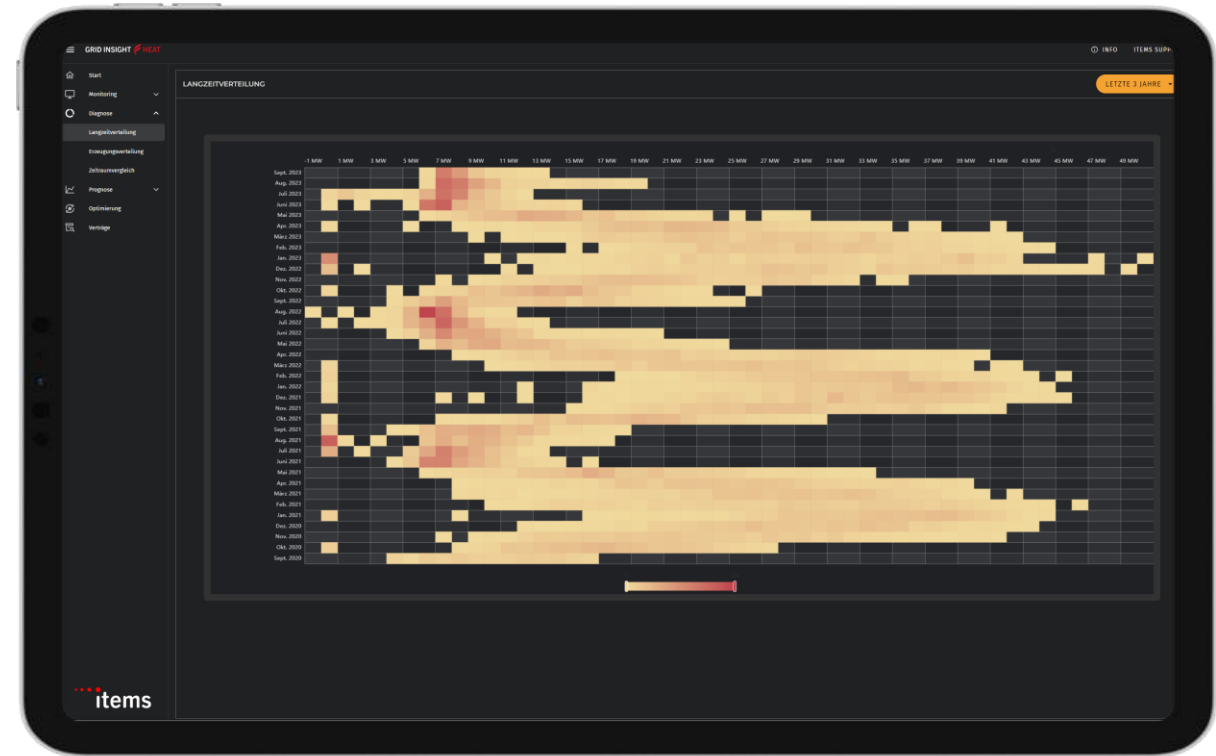 GRID INSIGHT HEAT
INFO
ITEMS SUPP
Start
Monitoring
Diagnose
Langzeitverteilung
Erzeugungsverteilung
Zeitraumvergleich
Prognose
Optimierung
Verträge
LANGZEITVERTEILUNG
LETZTE 3 JAHRE
-1 MW 1 MW 3 MW 5 MW 7 MW 9 MW 11 MW 13 MW 15 MW 17 MW 19 MW 21 MW 23 MW 25 MW 27 MW 29 MW 31 MW 33 MW 35 MW 37 MW 39 MW 41 MW 43 MW 45 MW 47 MW 49 MW
Sept. 2023
Aug. 2023
Juli 2023
Juni 2023
Mai 2023
Apr. 2023
März 2023
Feb. 2023
Jan. 2023
Dez. 2022
Nov. 2022
Okt. 2022
Sept. 2022
Aug. 2022
Juli 2022
Juni 2022
Mai 2022
Apr. 2022
März 2022
Feb. 2022
Jan. 2022
Dez. 2021
Nov. 2021
Okt. 2021
Sept. 2021
Aug. 2021
Juli 2021
Juni 2021
Mai 2021
Apr. 2021
März 2021
Feb. 2021
Jan. 2021
Dez. 2020
Nov. 2020
Okt. 2020
Sept. 2020
items